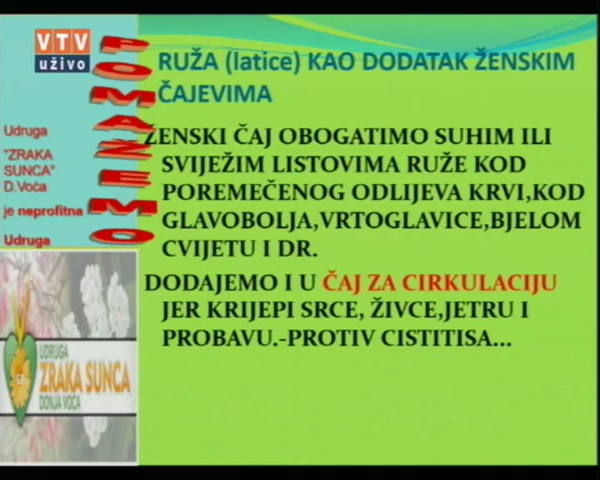 VTV
uživo
POMAŽEMO
Udruga
"ZRAKA
SUNCA"
D.Voća
je neprofitna
Udruga
UDRUGA
ZRAKA SUNCA
DONJA VOĆA
RUŽA (latice) KAO DODATAK ŽENSKIM
ČAJEVIMA
ŽENSKI ČAJ OBOGATIMO SUHIM ILI
SVIJEŽIM LISTOVIMA RUŽE KOD
POREMEČENOG ODLIJEVA KRVI,KOD
GLAVOBOLJA,VRTOGLAVICE,BJELOM
CVIJETU I DR.
DODAJEMO I U ČAJ ZA CIRKULACIJU
JER KRIJEPI SRCE, ŽIVCE,JETRU I
PROBAVU.-PROTIV CISTITISA...